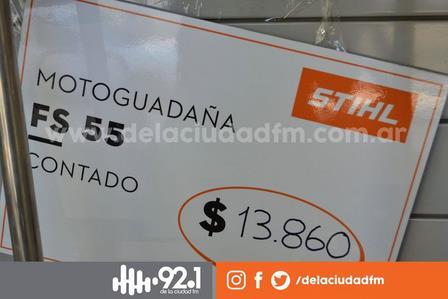 MOTOGUADAÑA
FS 55
CONTADO
STIHL
$ 13.860
www.delaciudadfm.com.ar
92.1
de la ciudad fm
/delaciudadfm